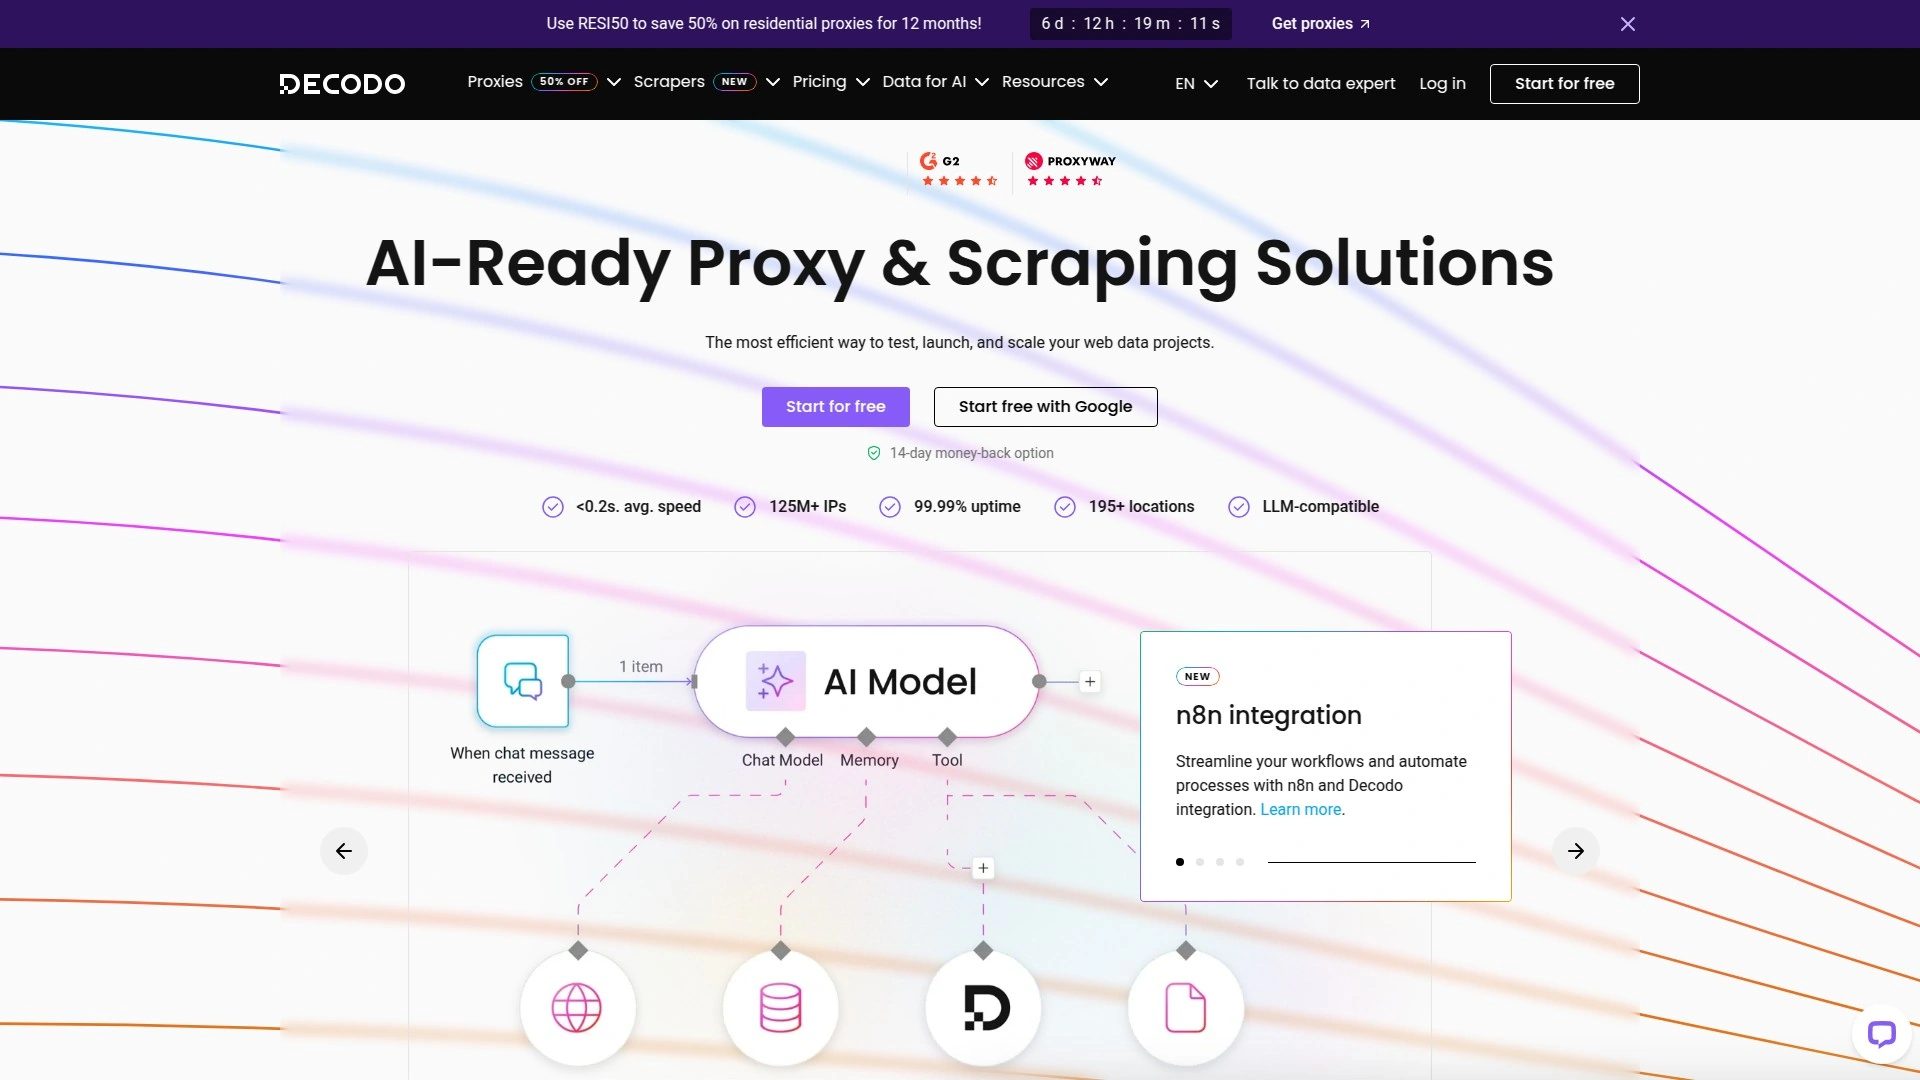 Use RESI50 to save 50% on residential proxies for 12 months!
6 d : 12 h : 19 m : 11 s
Get proxies
DECODO
Proxies 50% OFF
Scrapers NEW
Pricing
Data for AI
Resources
EN
Talk to data expert
Log in
Start for free
G2
PROXYWAY
AI-Ready Proxy & Scraping Solutions
The most efficient way to test, launch, and scale your web data projects.
Start for free
Start free with Google
14-day money-back option
<0.2s. avg. speed
125M+ IPs
99.99% uptime
195+ locations
LLM-compatible
1 item
AI Model
When chat message
received
Chat Model
Memory
Tool
NEW
n8n integration
Streamline your workflows and automate
processes with n8n and Decodo
integration. Learn more.